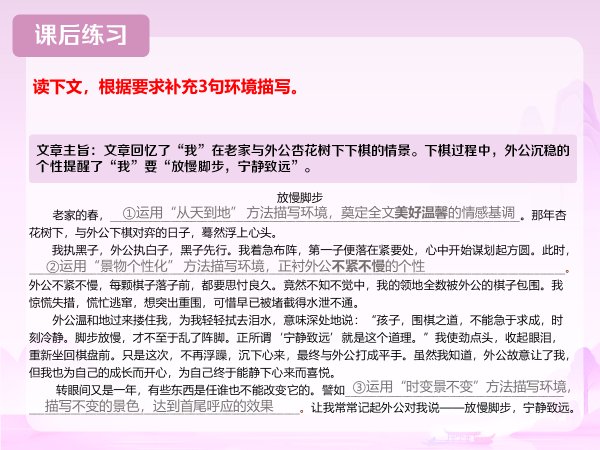 课后练习
读下文，根据要求补充3句环境描写。
文章主旨：文章回忆了“我”在老家与外公杏花树下下棋的情景。下棋过程中，外公沉稳的
个性提醒了“我”要“放慢脚步，宁静致远”。
放慢脚步
老家的春，①运用“从天到地” 方法描写环境，奠定全文美好温馨的情感基调。那年杏
花树下，与外公下棋对弈的日子，蓦然浮上心头。
我执黑子，外公执白子，黑子先行。我着急布阵，第一子便落在紧要处，心中开始谋划起方圆。此时，
②运用“景物个性化” 方法描写环境，正衬外公不紧不慢的个性。
外公不紧不慢，每颗棋子落子前，都要思忖良久。竟然不知不觉中，我的领地全数被外公的棋子包围。我
惊慌失措，慌忙逃窜，想突出重围，可惜早已被堵截得水泄不通。
外公温和地过来搂住我，为我轻轻拭去泪水，意味深处地说：“孩子，围棋之道，不能急于求成，时
刻冷静。脚步放慢，才不至于乱了阵脚。正所谓‘宁静致远’就是这个道理。”我使劲点头，收起眼泪，
重新坐回棋盘前。只是这次，不再浮躁，沉下心来，最终与外公打成平手。虽然我知道，外公故意让了我，
但我也为自己的成长而开心，为自己终于能静下心来而喜悦。
转眼间又是一年，有些东西是任谁也不能改变它的。譬如③运用“时变景不变”方法描写环境，
描写不变的景色，达到首尾呼应的效果。让我常常记起外公对我说——放慢脚步，宁静致远。